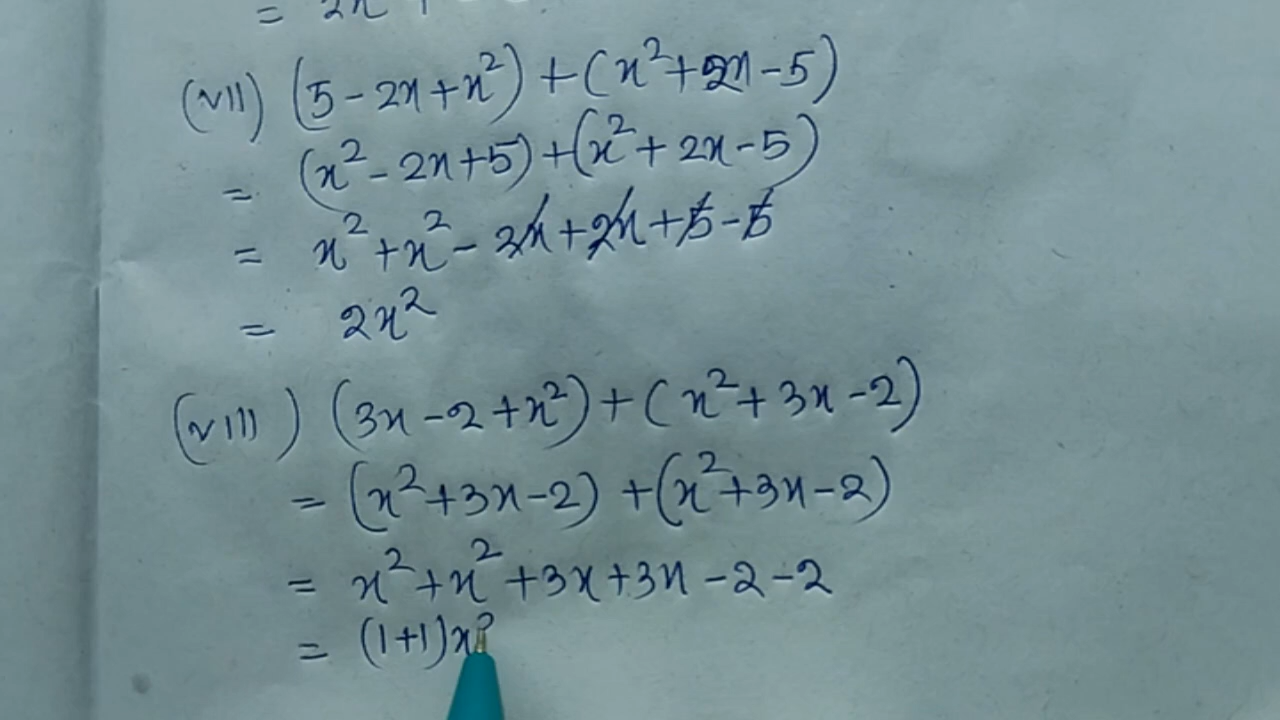 = 2x
(vii) (5-2x+x²)+(x²+2x-5)
= (x²-2x+5)+(x²+2x-5)
= x²+x²-2x+2x+5-5
= 2x²
(viii) (3x-2+x²)+(x²+3x-2)
= (x²+3x-2)+(x²+3x-2)
= x²+x²+3x+3x-2-2
= (1+1)x²